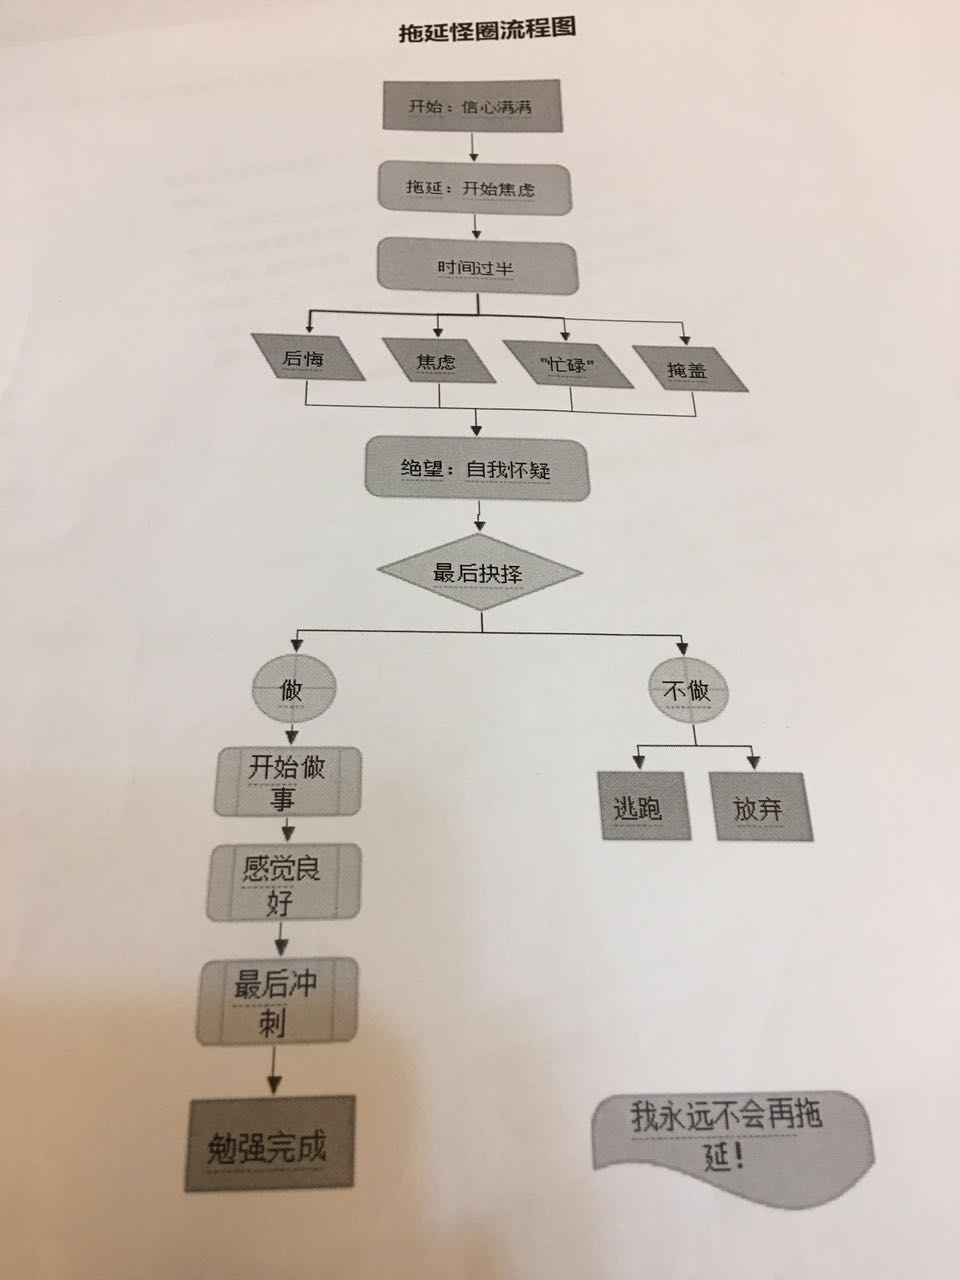 拖延怪圈流程图
开始：信心满满
拖延：开始焦虑
时间过半
后悔
焦虑
"忙碌"
掩盖
绝望：自我怀疑
最后抉择
做
不做
开始做
事
逃跑
放弃
感觉良
好
最后冲
刺
勉强完成
我永远不会再拖
延！